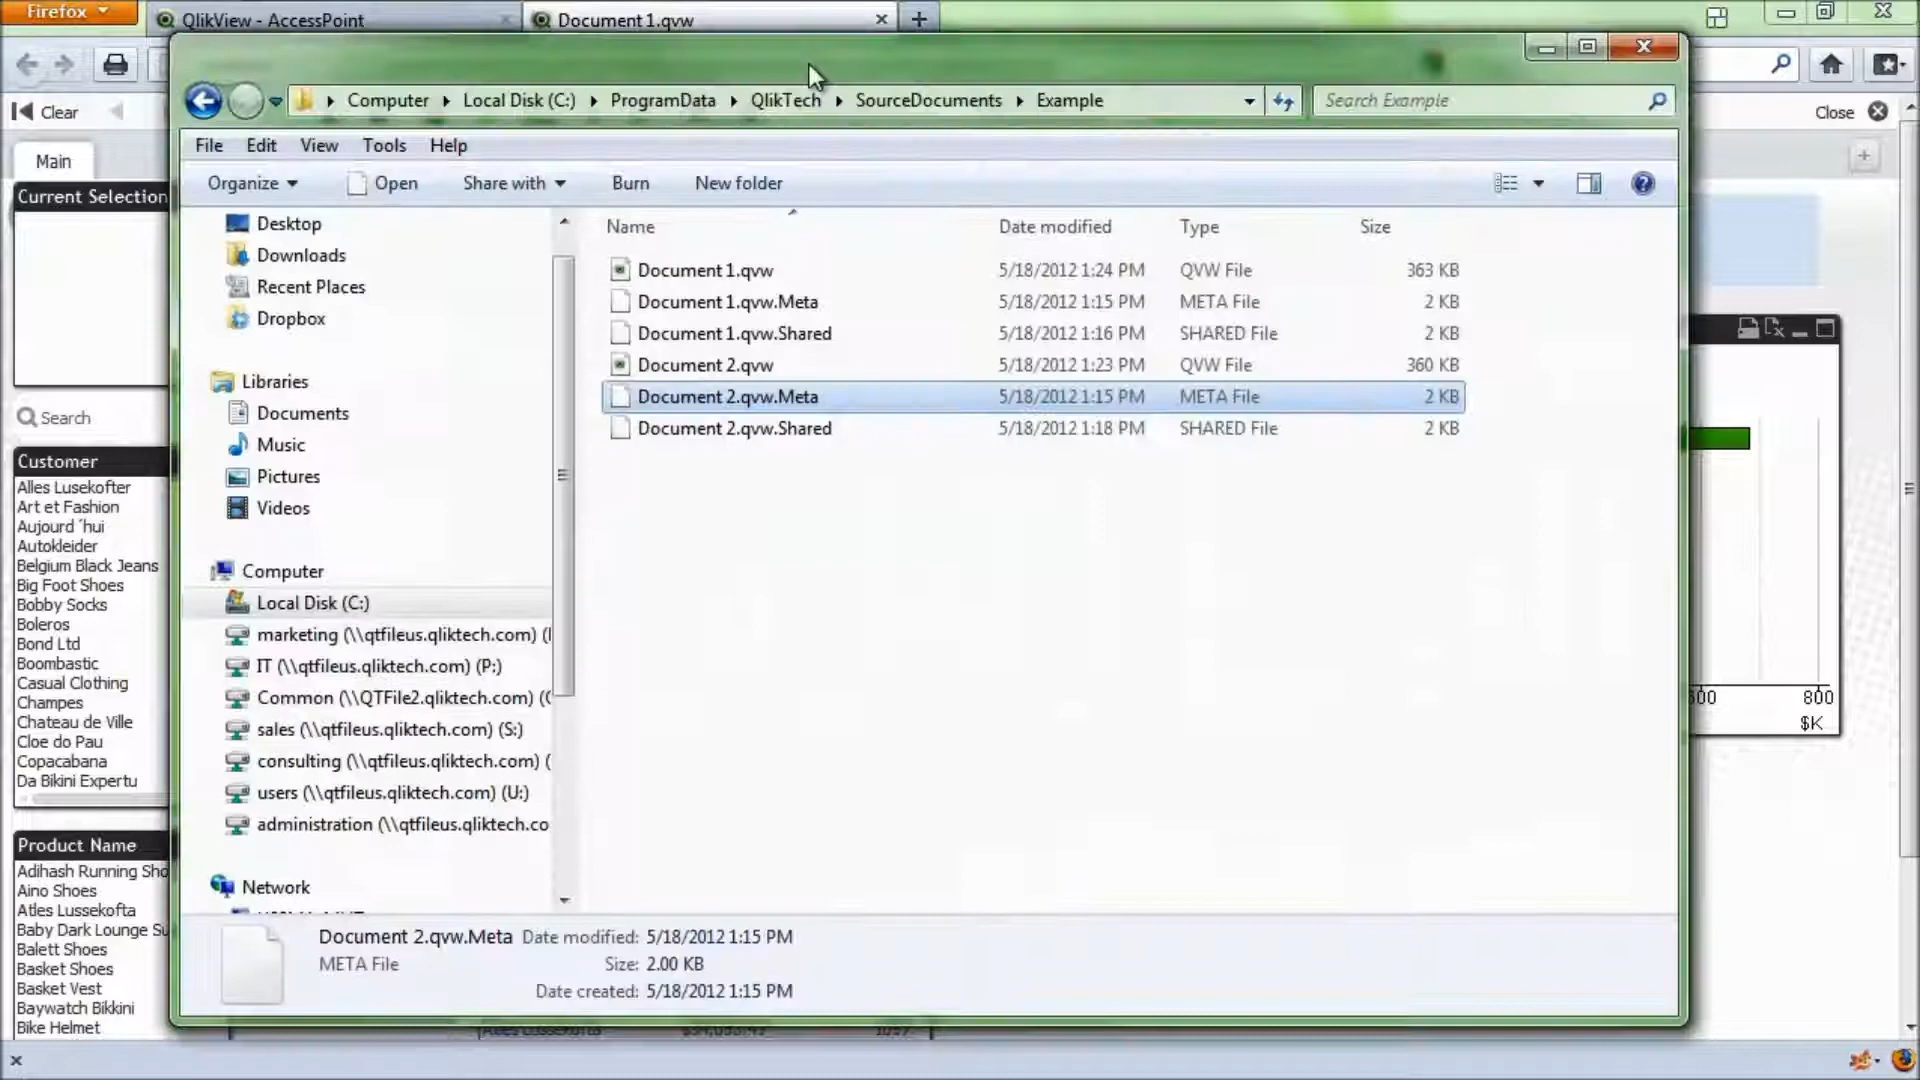 Firefox
QlikView - AccessPoint
Document 1.qvw
Computer Local Disk (C:) ProgramData QlikTech SourceDocuments Example
Search Example
Clear
Close
Main
File Edit View Tools Help
Organize Open Share with Burn New folder
Current Selection
Search
Customer
Alles Lusekofter
Art et Fashion
Aujourd´hui
Autokleider
Belgium Black Jeans
Big Foot Shoes
Bobby Socks
Boleros
Bond Ltd
Boombastic
Casual Clothing
Champes
Chateau de Ville
Cloe do Pau
Copacabana
Da Bikini Expertu
Product Name
Adihash Running Sho
Aino Shoes
Atles Lussekofta
Baby Dark Lounge Su
Balett Shoes
Basket Shoes
Basket Vest
Baywatch Bikkini
Bike Helmet
Desktop
Downloads
Recent Places
Dropbox
Libraries
Documents
Music
Pictures
Videos
Computer
Local Disk (C:)
marketing (\\qtfileus.qliktech.com) (
IT (\\qtfileus.qliktech.com) (P:)
Common (\\QTFile2.qliktech.com) (
sales (\\qtfileus.qliktech.com) (S:)
consulting (\\qtfileus.qliktech.com) (
users (\\qtfileus.qliktech.com) (U:)
administration (\\qtfileus.qliktech.co
Network
Name Date modified Type Size
Document 1.qvw 5/18/2012 1:24 PM QVW File 363 KB
Document 1.qvw.Meta 5/18/2012 1:15 PM META File 2 KB
Document 1.qvw.Shared 5/18/2012 1:16 PM SHARED File 2 KB
Document 2.qvw 5/18/2012 1:23 PM QVW File 360 KB
Document 2.qvw.Meta 5/18/2012 1:15 PM META File 2 KB
Document 2.qvw.Shared 5/18/2012 1:18 PM SHARED File 2 KB
800
$K
Document 2.qvw.Meta Date modified: 5/18/2012 1:15 PM
META File Size: 2.00 KB
Date created: 5/18/2012 1:15 PM